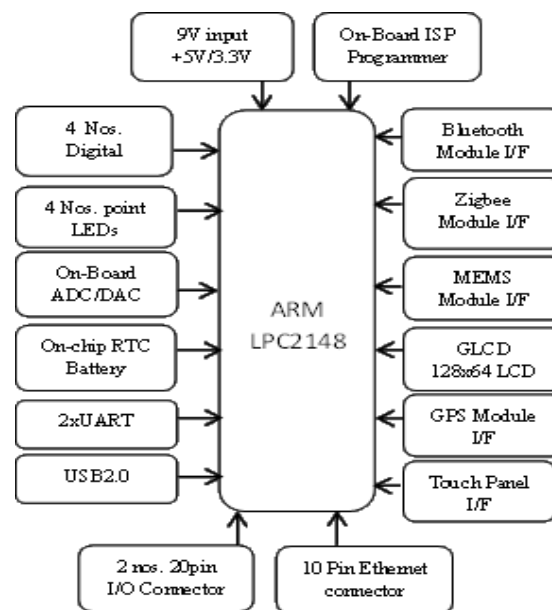 9V input
+5V/3.3V
On-Board ISP
Programmer
4 Nos.
Digital
4 Nos. point
LEDs
On-Board
ADC/DAC
On-chip RTC
Battery
2xUART
USB2.0
ARM
LPC2148
Bluetooth
Module I/F
Zigbee
Module I/F
MEMS
Module I/F
GLCD
128x64 LCD
GPS Module
I/F
Touch Panel
I/F
2 nos. 20pin
I/O Connector
10 Pin Ethernet
connector